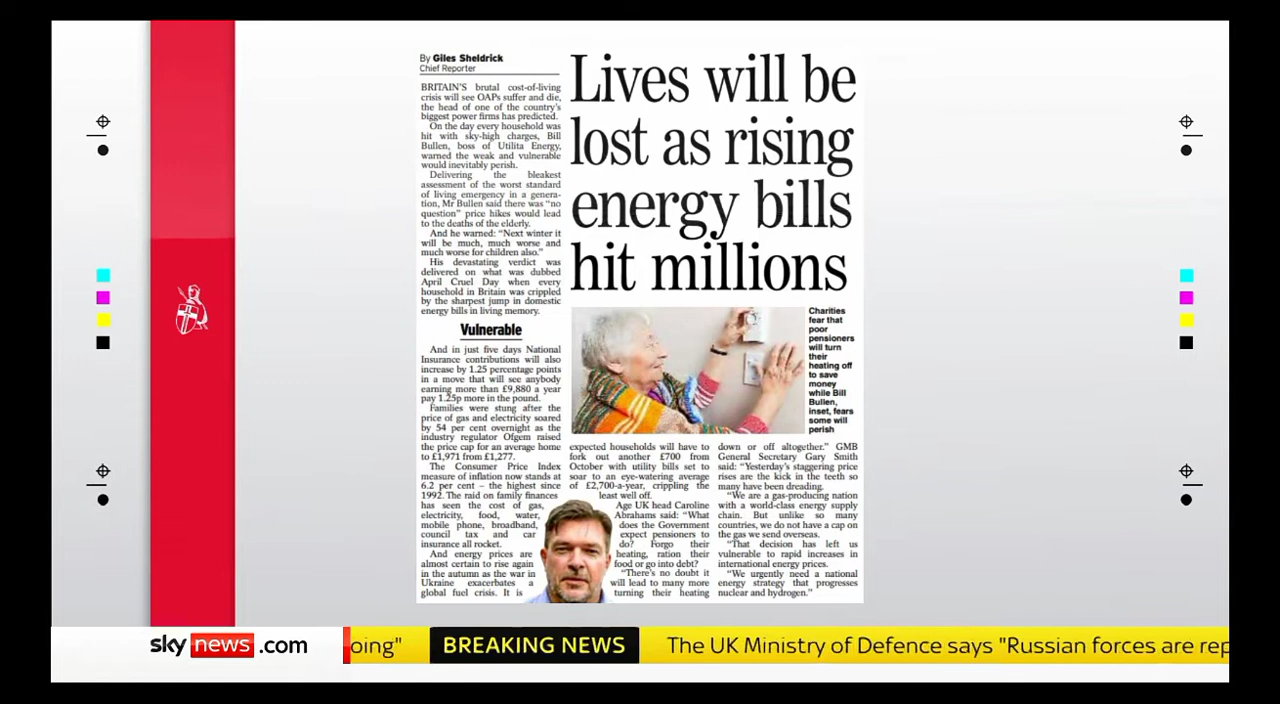 By Giles Sheldrick
Chief Reporter
BRITAIN'S brutal cost-of-living
crisis will see OAPs suffer and die,
the head of one of the country's
biggest power firms has predicted.
On the day every household was
hit with sky-high charges, Bill
Bullen, boss of Utilita Energy,
warned the weak and vulnerable
would inevitably perish.
Delivering the bleakest
assessment of the worst standard
of living emergency in a genera-
tion, Mr Bullen said there was "no
question" price hikes would lead
to the deaths of the elderly.
And he warned: "Next winter it
will be much, much worse and
much worse for children also."
His devastating verdict was
delivered on what was dubbed
April Cruel Day when every
household in Britain was crippled
by the sharpest jump in domestic
energy bills in living memory.
Vulnerable
And in just five days National
Insurance contributions will also
increase by 1.25 percentage points
in a move that will see anybody
earning more than £9,880 a year
pay 1.25p more in the pound.
Families were stung after the
price of gas and electricity soared
by 54 per cent overnight as the
industry regulator Ofgem raised
the price cap for an average home
to £1,971 from £1,277.
The Consumer Price Index
measure of inflation now stands at
6.2 per cent – the highest since
1992. The raid on family finances
has seen the cost of gas,
electricity, food, water,
mobile phone, broadband,
council tax and car
insurance all rocket.
And energy prices are
almost certain to rise again
in the autumn as the war in
Ukraine exacerbates a
global fuel crisis. It is
Lives will be
lost as rising
energy bills
hit millions
Charities
fear that
poor
pensioners
will turn
their
heating off
to save
money
while Bill
Bullen,
inset, fears
some will
perish
expected households will have to
fork out another £700 from
October with utility bills set to
soar to an eye-watering average
of £2,700-a-year, crippling the
least well off.
Age UK head Caroline
Abrahams said: "What
does the Government
expect pensioners to
do? Forgo their
heating, ration their
food or go into debt?
"There's no doubt it
will lead to many more
turning their heating
down or off altogether." GMB
General Secretary Gary Smith
said: "Yesterday's staggering price
rises are the kick in the teeth so
many have been dreading.
"We are a gas-producing nation
with a world-class energy supply
chain. But unlike so many
countries, we do not have a cap on
the gas we send overseas.
"That decision has left us
vulnerable to rapid increases in
international energy prices.
"We urgently need a national
energy strategy that progresses
nuclear and hydrogen."
sky news .com
oing" BREAKING NEWS The UK Ministry of Defence says "Russian forces are rep